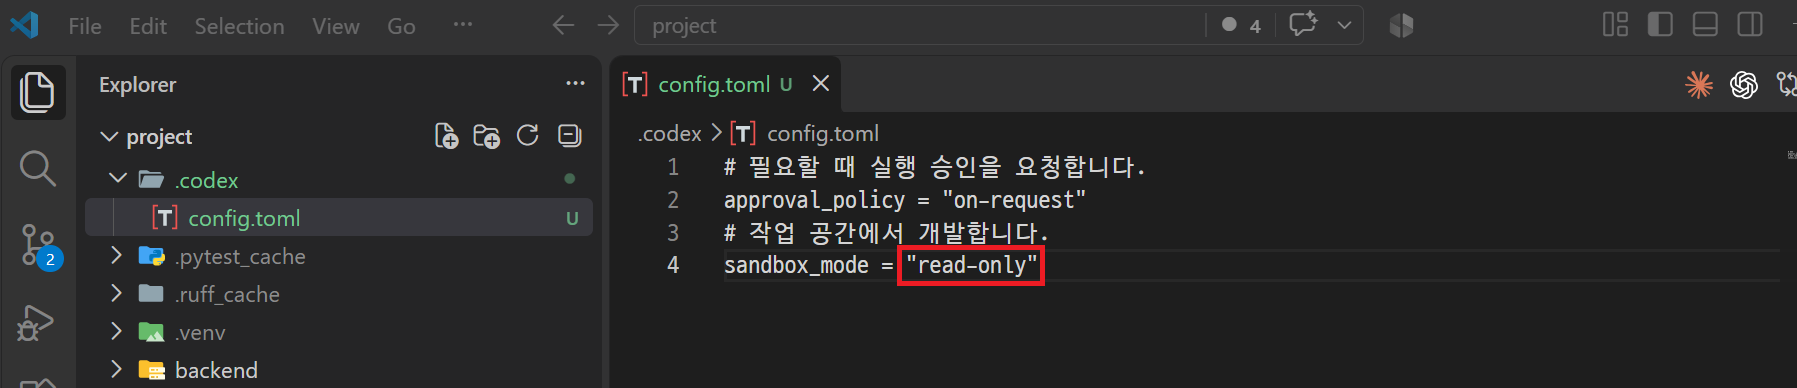 File Edit Selection View Go ...
project
4
Explorer ...
project
.codex
config.toml U
.pytest_cache
.ruff_cache
.venv
backend
2
[T] config.toml U
.codex > [T] config.toml
1 # 필요할 때 실행 승인을 요청합니다.
2 approval_policy = "on-request"
3 # 작업 공간에서 개발합니다.
4 sandbox_mode = "read-only"